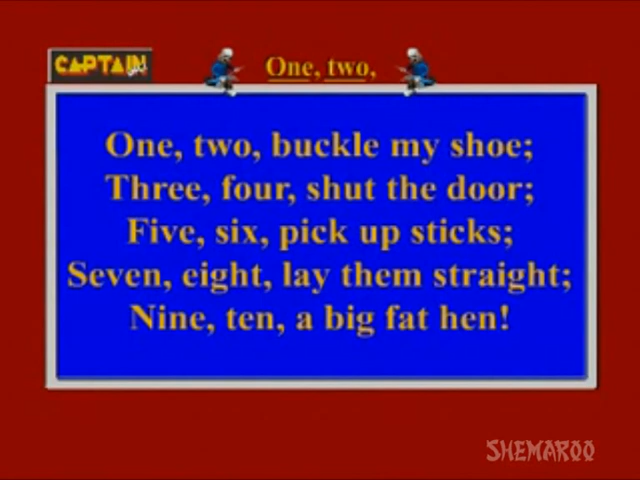 CAPTAIN
One, two,
One, two, buckle my shoe;
Three, four, shut the door;
Five, six, pick up sticks;
Seven, eight, lay them straight;
Nine, ten, a big fat hen!
SHEMAROO